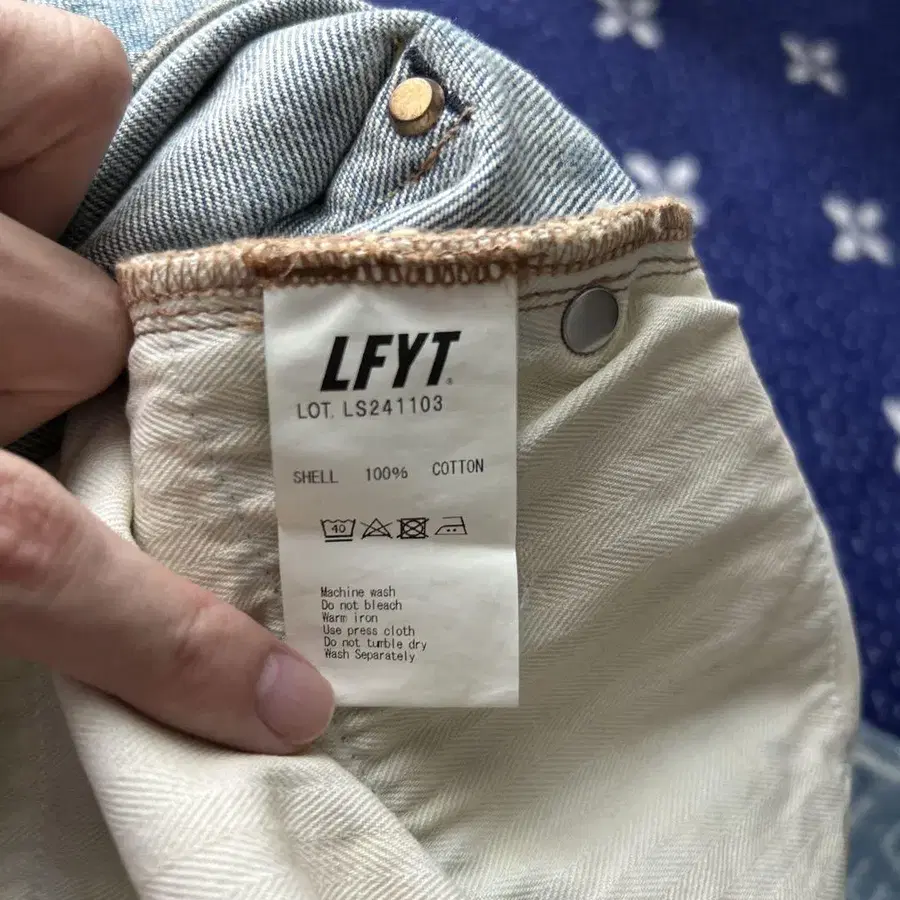 LFYT
LOT. LS241103
SHELL 100% COTTON
40
Machine wash
Do not bleach
Warm iron
Use press cloth
Do not tumble dry
Wash Separately